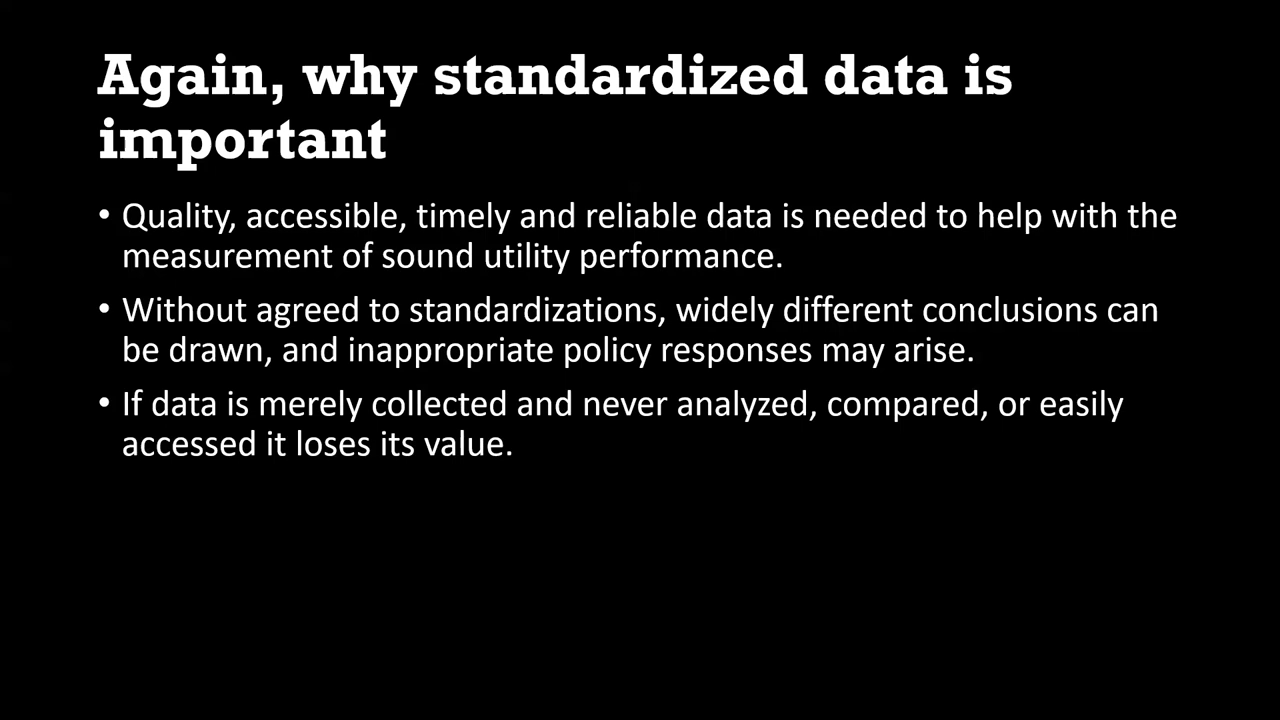 Again, why standardized data is
important
• Quality, accessible, timely and reliable data is needed to help with the
measurement of sound utility performance.
• Without agreed to standardizations, widely different conclusions can
be drawn, and inappropriate policy responses may arise.
• If data is merely collected and never analyzed, compared, or easily
accessed it loses its value.